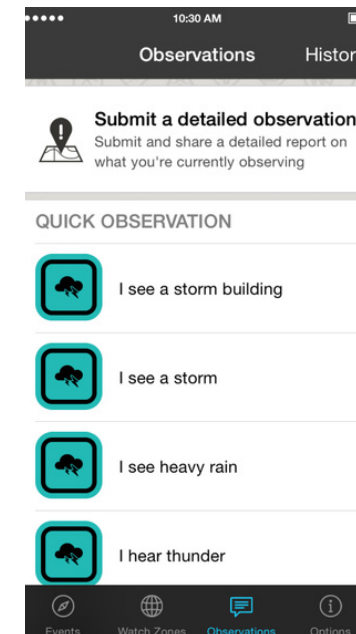 10:30 AM
Observations
Histor
Submit a detailed observation
Submit and share a detailed report on
what you're currently observing
QUICK OBSERVATION
I see a storm building
I see a storm
I see heavy rain
I hear thunder
Events
Watch Zones
Observations
Options